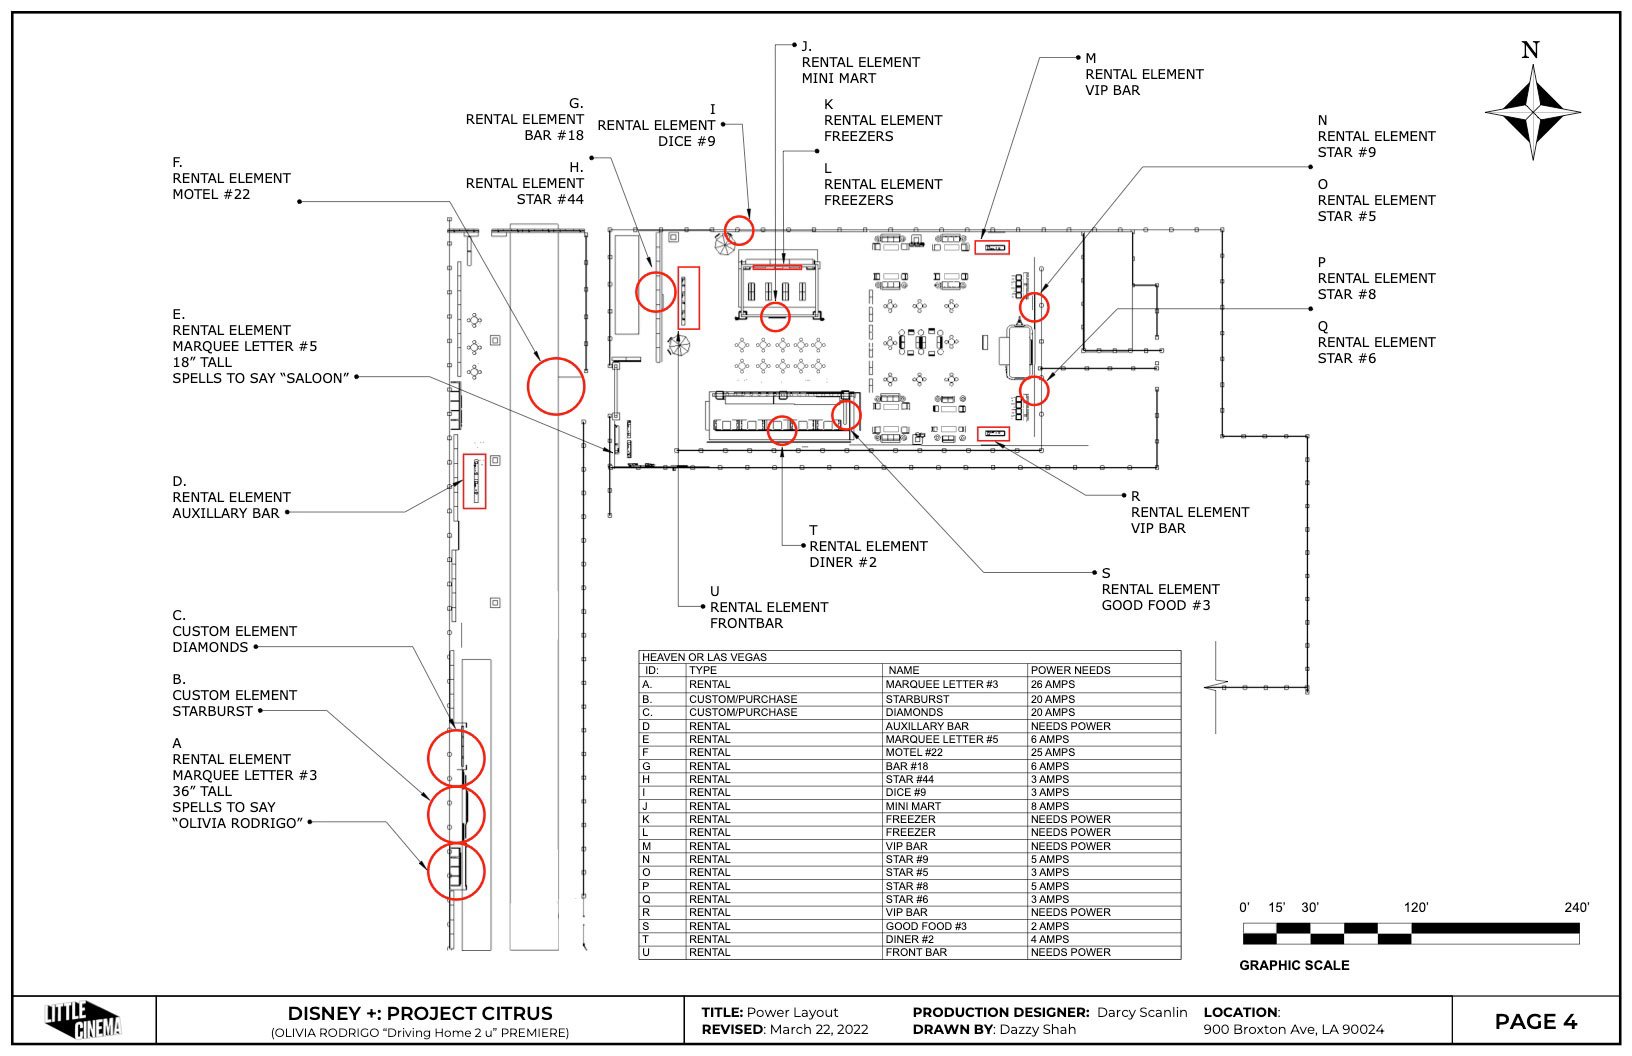 J.
RENTAL ELEMENT
MINI MART
M
RENTAL ELEMENT
VIP BAR
N
G.
RENTAL ELEMENT
BAR #18
I
RENTAL ELEMENT
DICE #9
K
RENTAL ELEMENT
FREEZERS
N
RENTAL ELEMENT
STAR #9
F.
RENTAL ELEMENT
MOTEL #22
H.
RENTAL ELEMENT
STAR #44
L
RENTAL ELEMENT
FREEZERS
O
RENTAL ELEMENT
STAR #5
P
RENTAL ELEMENT
STAR #8
E.
RENTAL ELEMENT
MARQUEE LETTER #5
18” TALL
SPELLS TO SAY “SALOON”
Q
RENTAL ELEMENT
STAR #6
D.
RENTAL ELEMENT
AUXILLARY BAR
R
RENTAL ELEMENT
VIP BAR
T
RENTAL ELEMENT
DINER #2
S
RENTAL ELEMENT
GOOD FOOD #3
U
RENTAL ELEMENT
FRONTBAR
C.
CUSTOM ELEMENT
DIAMONDS
B.
CUSTOM ELEMENT
STARBURST
A
RENTAL ELEMENT
MARQUEE LETTER #3
36” TALL
SPELLS TO SAY
“OLIVIA RODRIGO”
HEAVEN OR LAS VEGAS
ID: TYPE NAME POWER NEEDS
A. RENTAL MARQUEE LETTER #3 26 AMPS
B. CUSTOM/PURCHASE STARBURST 20 AMPS
C. CUSTOM/PURCHASE DIAMONDS 20 AMPS
D RENTAL AUXILLARY BAR NEEDS POWER
E RENTAL MARQUEE LETTER #5 6 AMPS
F RENTAL MOTEL #22 25 AMPS
G RENTAL BAR #18 6 AMPS
H RENTAL STAR #44 3 AMPS
I RENTAL DICE #9 3 AMPS
J RENTAL MINI MART 8 AMPS
K RENTAL FREEZER NEEDS POWER
L RENTAL FREEZER NEEDS POWER
M RENTAL VIP BAR NEEDS POWER
N RENTAL STAR #9 5 AMPS
O RENTAL STAR #5 3 AMPS
P RENTAL STAR #8 5 AMPS
Q RENTAL STAR #6 3 AMPS
R RENTAL VIP BAR NEEDS POWER
S RENTAL GOOD FOOD #3 2 AMPS
T RENTAL DINER #2 4 AMPS
U RENTAL FRONT BAR NEEDS POWER
0’ 15’ 30’ 120’ 240’
GRAPHIC SCALE
LITTLE
CINEMA
DISNEY +: PROJECT CITRUS
(OLIVIA RODRIGO “Driving Home 2 u” PREMIERE)
TITLE: Power Layout
REVISED: March 22, 2022
PRODUCTION DESIGNER: Darcy Scanlin
DRAWN BY: Dazzy Shah
LOCATION:
900 Broxton Ave, LA 90024
PAGE 4